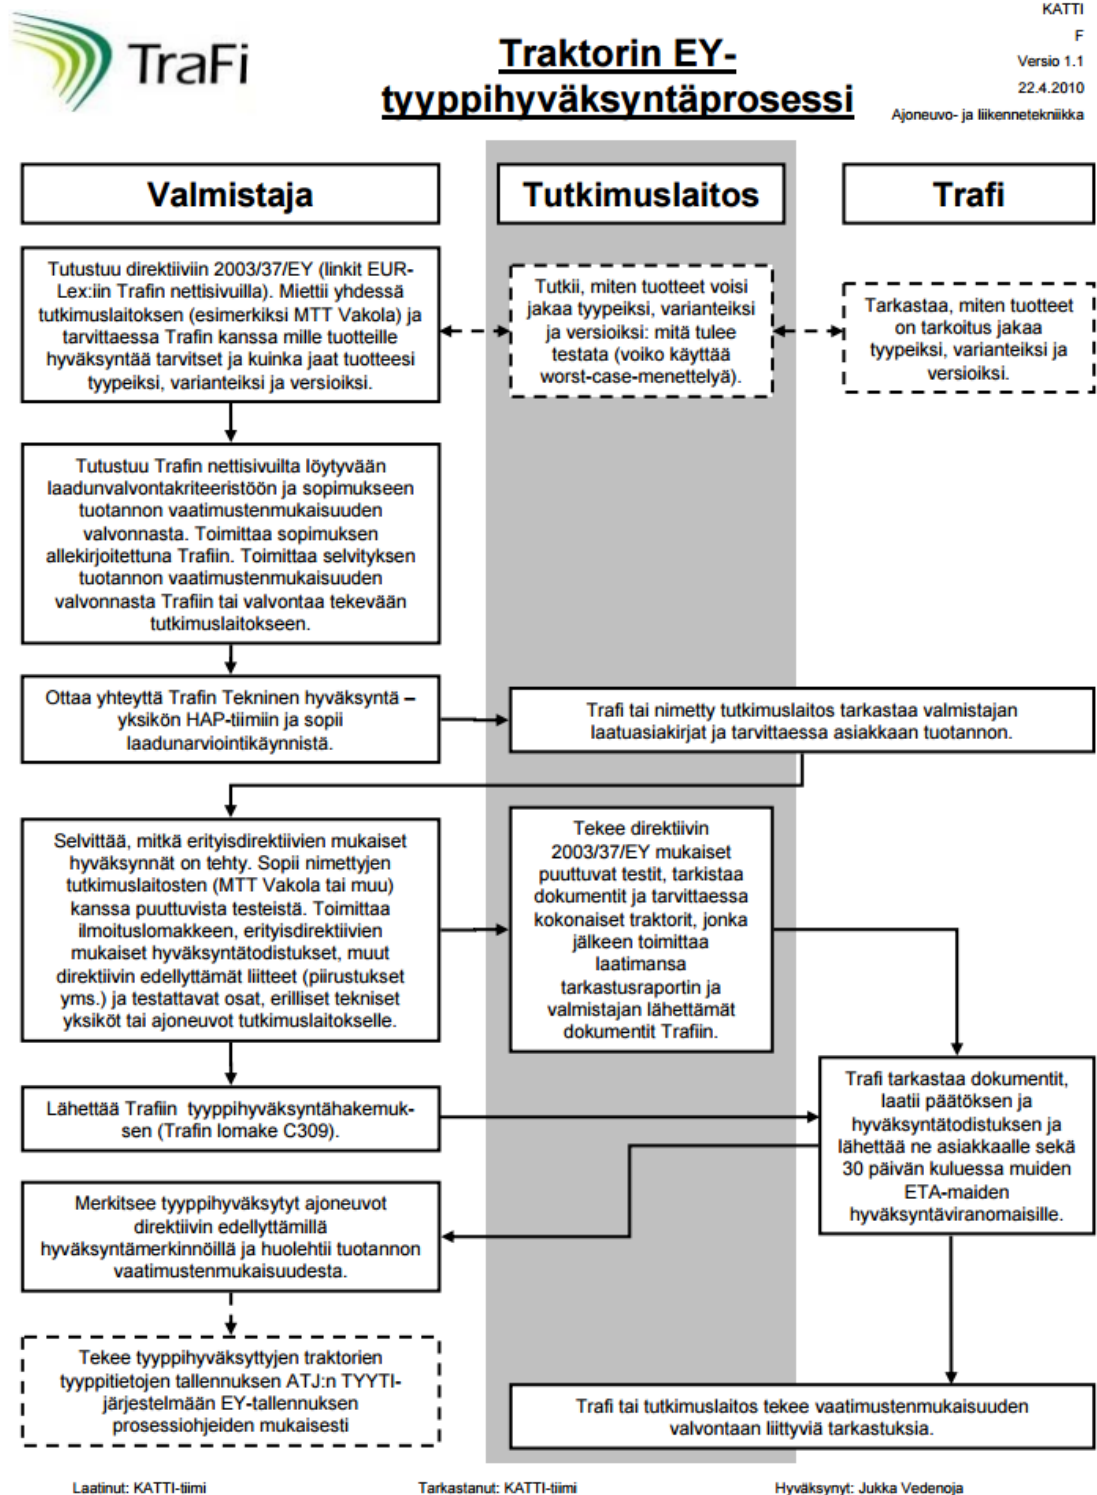 TraFi
Traktorin EY-
tyyppihyväksyntäprosessi
KATTI
F
Versio 1.1
22.4.2010
Ajoneuvo- ja liikennetekniikka
Valmistaja
Tutkimuslaitos
Trafi
Tutustuu direktiiviin 2003/37/EY (linkit EUR-
Lex:iin Trafin nettisivuilla). Miettii yhdessä
tutkimuslaitoksen (esimerkiksi MTT Vakola) ja
tarvittaessa Trafin kanssa mille tuotteille
hyväksyntää tarvitset ja kuinka jaat tuotteesi
tyypeiksi, varianteiksi ja versioiksi.
Tutkii, miten tuotteet voisi
jakaa tyypeiksi, varianteiksi
ja versioiksi: mitä tulee
testata (voiko käyttää
worst-case-menettelyä).
Tarkastaa, miten tuotteet
on tarkoitus jakaa
tyypeiksi, varianteiksi ja
versioiksi.
Tutustuu Trafin nettisivuilta löytyvään
laadunvalvontakriteeristöön ja sopimukseen
tuotannon vaatimustenmukaisuuden
valvonnasta. Toimittaa sopimuksen
allekirjoitettuna Trafiin. Toimittaa selvityksen
tuotannon vaatimustenmukaisuuden
valvonnasta Trafiin tai valvontaa tekevään
tutkimuslaitokseen.
Ottaa yhteyttä Trafin Tekninen hyväksyntä –
yksikön HAP-tiimiin ja sopii
laadunarviointikäynnistä.
Trafi tai nimetty tutkimuslaitos tarkastaa valmistajan
laatuasiakirjat ja tarvittaessa asiakkaan tuotannon.
Selvittää, mitkä erityisdirektiivien mukaiset
hyväksynnät on tehty. Sopii nimettyjen
tutkimuslaitosten (MTT Vakola tai muu)
kanssa puuttuvista testeistä. Toimittaa
ilmoituslomakkeen, erityisdirektiivien
mukaiset hyväksyntätodistukset, muut
direktiivin edellyttämät liitteet (piirustukset
yms.) ja testattavat osat, erilliset tekniset
yksiköt tai ajoneuvot tutkimuslaitokselle.
Tekee direktiivin
2003/37/EY mukaiset
puuttuvat testit, tarkistaa
dokumentit ja tarvittaessa
kokonaiset traktorit, jonka
jälkeen toimittaa
laatimansa
tarkastusraportin ja
valmistajan lähettämät
dokumentit Trafiin.
Lähettää Trafiin tyyppihyväksyntähakemuk-
sen (Trafin lomake C309).
Trafi tarkastaa dokumentit,
laatii päätöksen ja
hyväksyntätodistuksen ja
lähettää ne asiakkaalle sekä
30 päivän kuluessa muiden
ETA-maiden
hyväksyntäviranomaisille.
Merkitsee tyyppihyväksytyt ajoneuvot
direktiivin edellyttämillä
hyväksyntämerkinnöillä ja huolehtii tuotannon
vaatimustenmukaisuudesta.
Tekee tyyppihyväksyttyjen traktorien
tyyppitietojen tallennuksen ATJ:n TYYTI-
järjestelmään EY-tallennuksen
prosessiohjeiden mukaisesti
Trafi tai tutkimuslaitos tekee vaatimustenmukaisuuden
valvontaan liittyviä tarkastuksia.
Laatinut: KATTI-tiimi
Tarkastanut: KATTI-tiimi
Hyväksynyt: Jukka Vedenoja